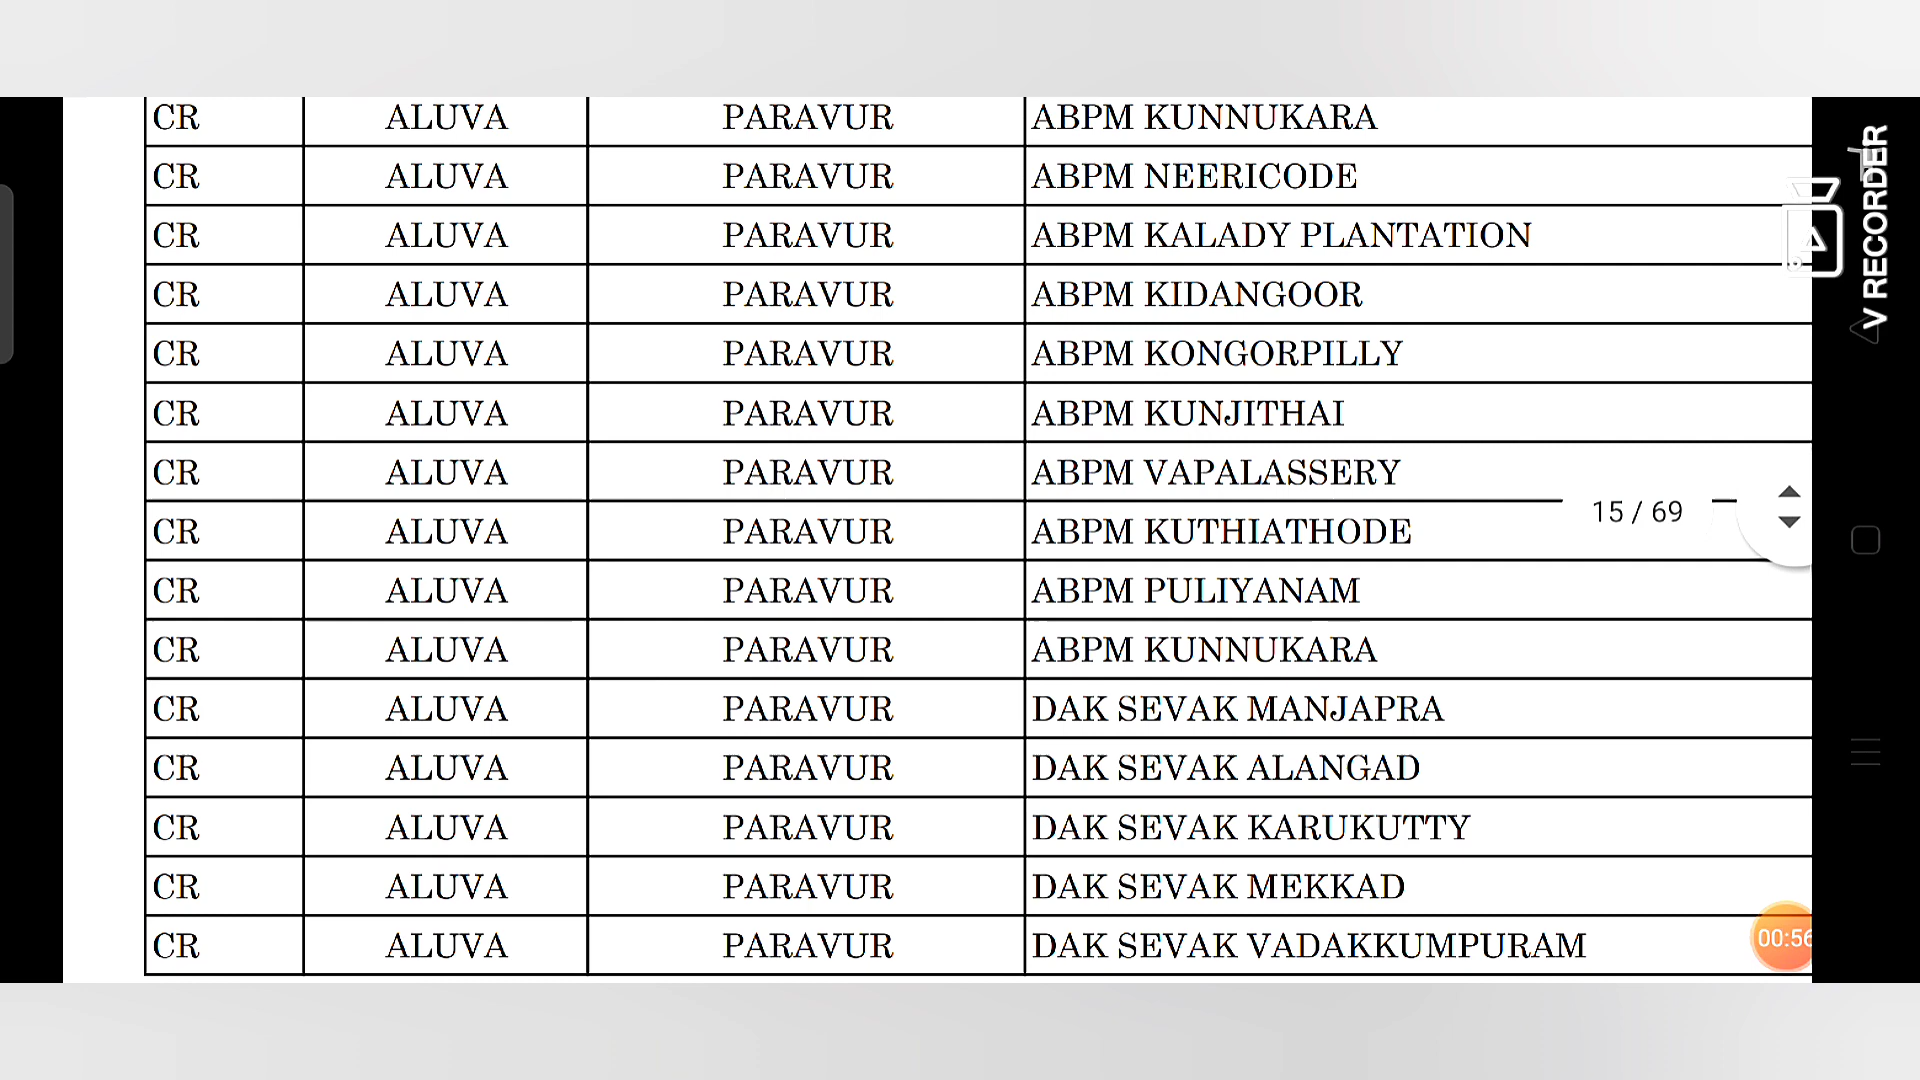 CR ALUVA PARAVUR ABPM KUNNUKARA
CR ALUVA PARAVUR ABPM NEERICODE
CR ALUVA PARAVUR ABPM KALADY PLANTATION
CR ALUVA PARAVUR ABPM KIDANGOOR
CR ALUVA PARAVUR ABPM KONGORPILLY
CR ALUVA PARAVUR ABPM KUNJITHAI
CR ALUVA PARAVUR ABPM VAPALASSERY
15 / 69
CR ALUVA PARAVUR ABPM KUTHIATHODE
CR ALUVA PARAVUR ABPM PULIYANAM
CR ALUVA PARAVUR ABPM KUNNUKARA
CR ALUVA PARAVUR DAK SEVAK MANJAPRA
CR ALUVA PARAVUR DAK SEVAK ALANGAD
CR ALUVA PARAVUR DAK SEVAK KARUKUTTY
CR ALUVA PARAVUR DAK SEVAK MEKKAD
CR ALUVA PARAVUR DAK SEVAK VADAKKUMPURAM
00:56
V RECORDER